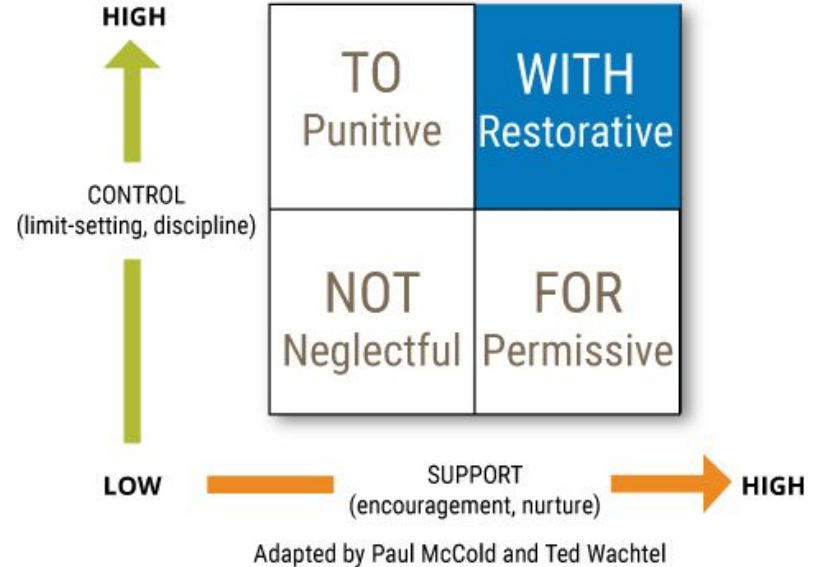 HIGH
TO
Punitive
WITH
Restorative
CONTROL
(limit-setting, discipline)
NOT
Neglectful
FOR
Permissive
LOW
SUPPORT
(encouragement, nurture)
HIGH
Adapted by Paul McCold and Ted Wachtel